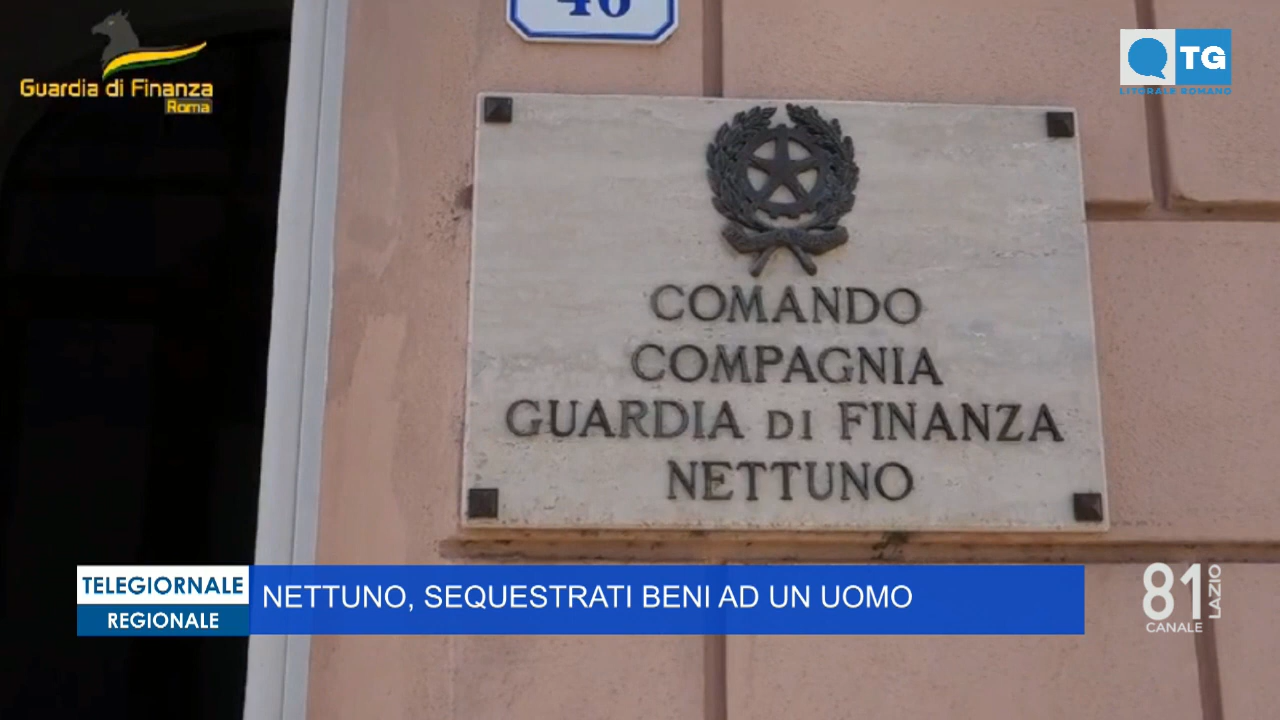 40
Guardia di Finanza
Roma
TG
LITORALE ROMANO
COMANDO
COMPAGNIA
GUARDIA DI FINANZA
NETTUNO
TELEGIORNALE
REGIONALE
NETTUNO, SEQUESTRATI BENI AD UN UOMO
81
CANALE
LAZIO